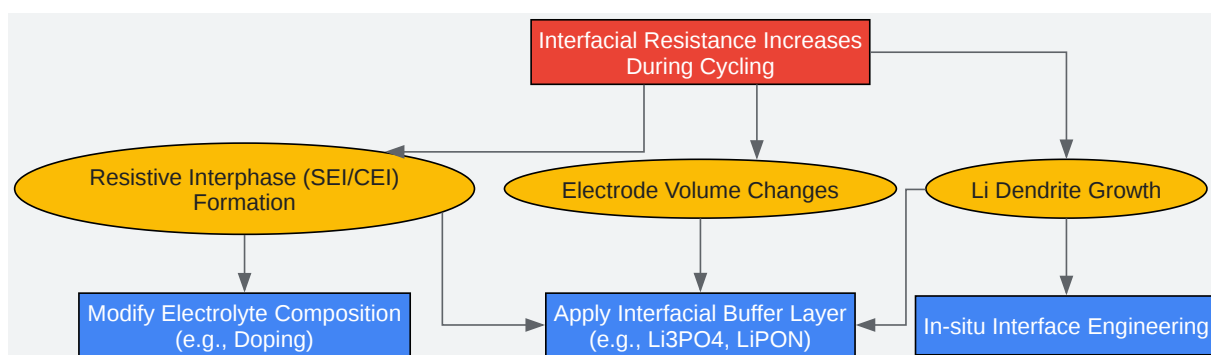 Interfacial Resistance Increases
During Cycling
Resistive Interphase (SEI/CEI)
Formation
Electrode Volume Changes
Li Dendrite Growth
Modify Electrolyte Composition
(e.g., Doping)
Apply Interfacial Buffer Layer
(e.g., Li3PO4, LiPON)
In-situ Interface Engineering